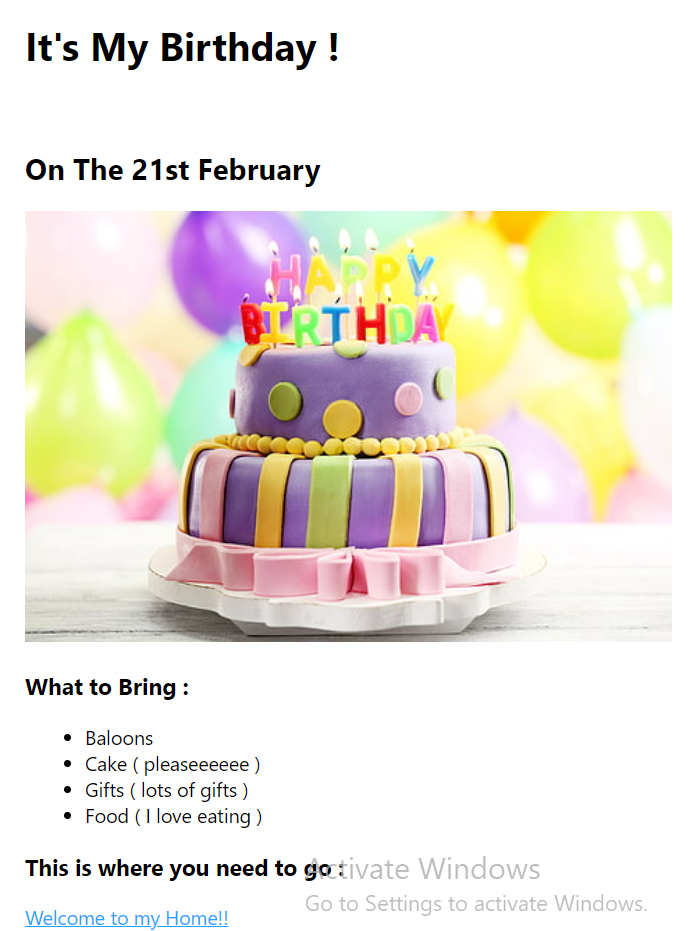 It's My Birthday !
On The 21st February
HAPPY
BIRTHDAY
What to Bring :
Baloons
Cake ( pleaseeeeee )
Gifts ( lots of gifts )
Food ( I love eating )
This is where you need to go :
Activate Windows
Go to Settings to activate Windows.
Welcome to my Home!!